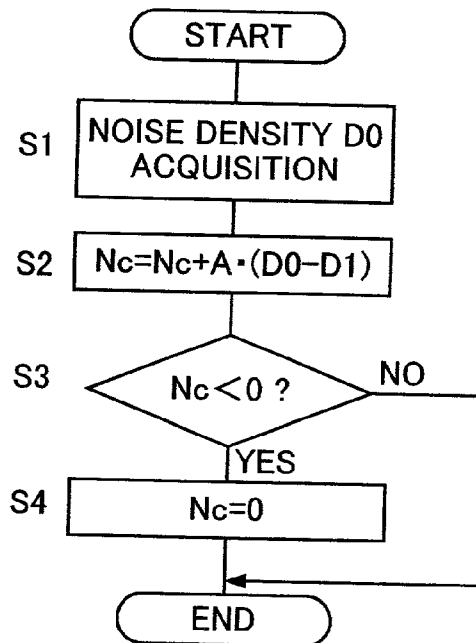 START
S1
NOISE DENSITY D0
ACQUISITION
S2
Nc=Nc+A·(D0−D1)
S3
Nc<0 ?
NO
YES
S4
Nc=0
END